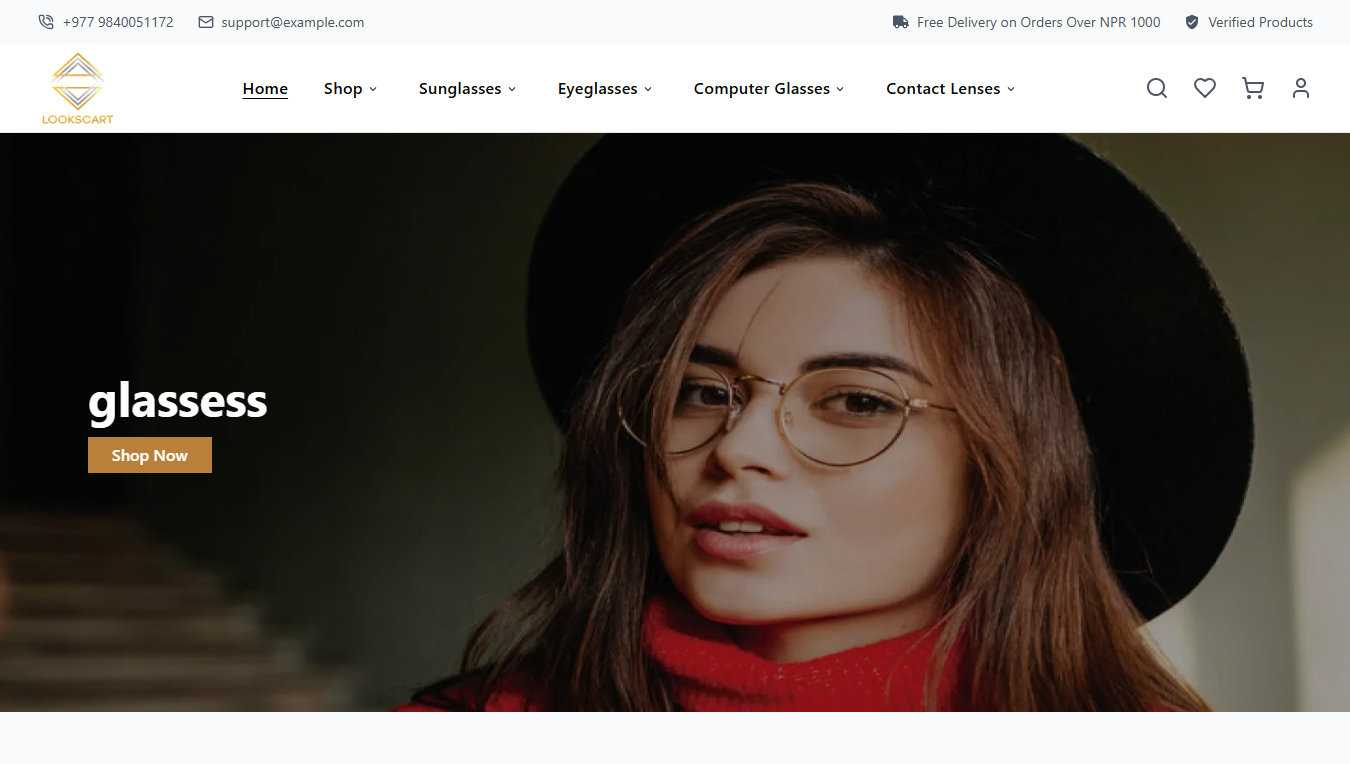 +977 9840051172 support@example.com Free Delivery on Orders Over NPR 1000 Verified Products
LOOKSCART
Home Shop Sunglasses Eyeglasses Computer Glasses Contact Lenses
glassess
Shop Now